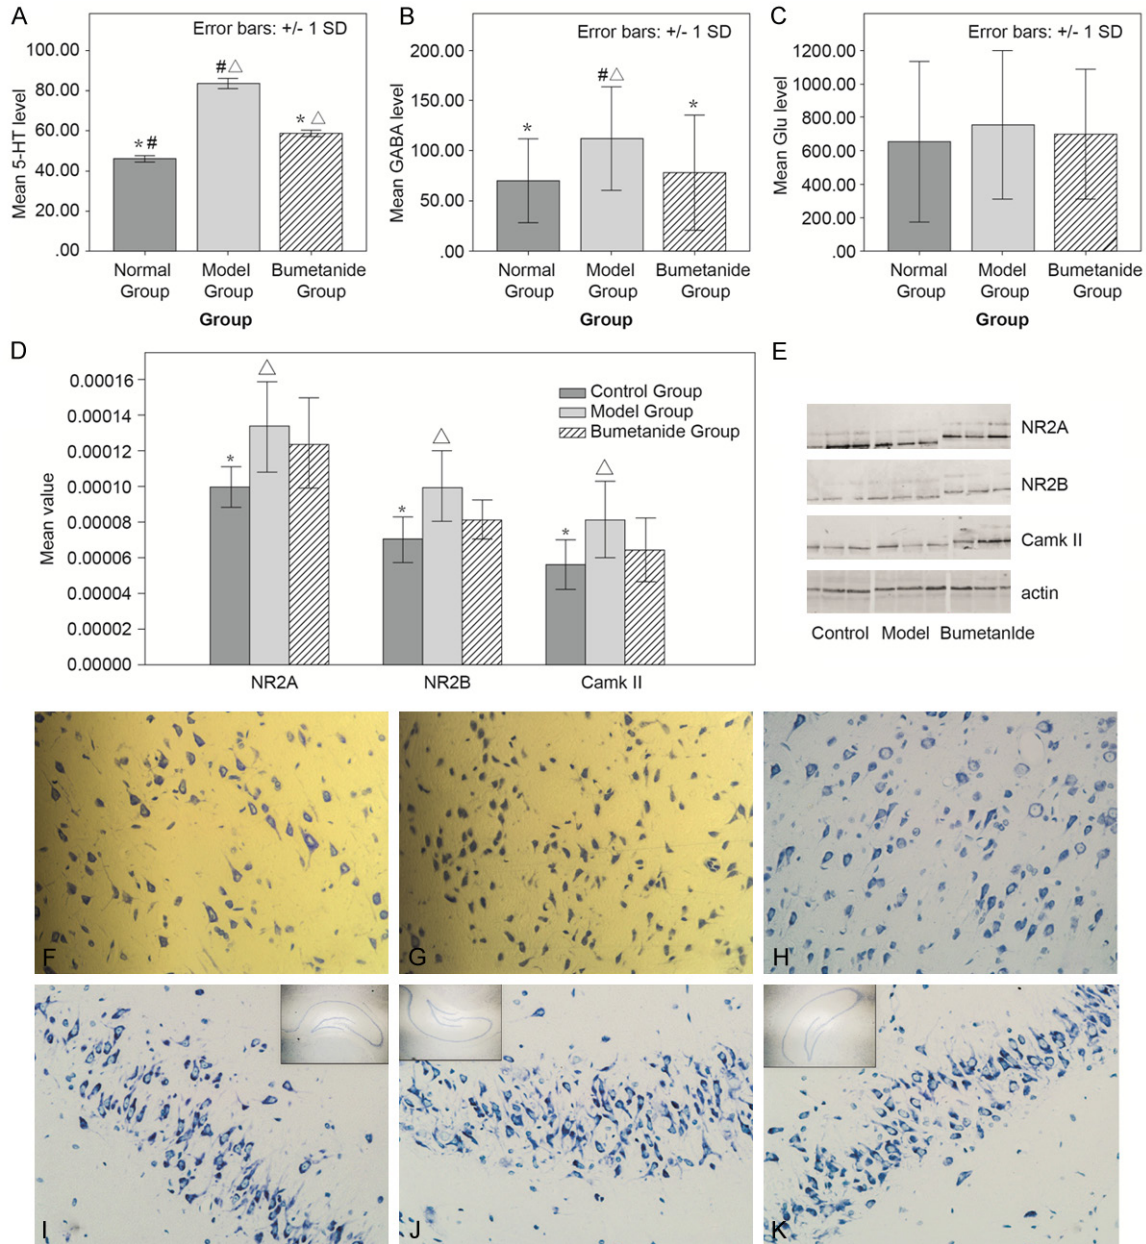 A
Error bars: +/- 1 SD
Mean 5-HT level
100.00
80.00
60.00
40.00
20.00
.00
* #
# △
* △
Normal Group
Model Group
Bumetanide Group
Group
B
Error bars: +/- 1 SD
Mean GABA level
200.00
150.00
100.00
50.00
.00
*
# △
*
Normal Group
Model Group
Bumetanide Group
Group
C
Error bars: +/- 1 SD
Mean Glu level
1200.00
1000.00
800.00
600.00
400.00
200.00
.00
Normal Group
Model Group
Bumetanide Group
Group
D
Mean value
0.00016
0.00014
0.00012
0.00010
0.00008
0.00006
0.00004
0.00002
0.00000
* △
* △
* △
Control Group
Model Group
Bumetanide Group
NR2A
NR2B
Camk II
E
NR2A
NR2B
Camk II
actin
Control Model Bumetanlde
F
G
H
I
J
K